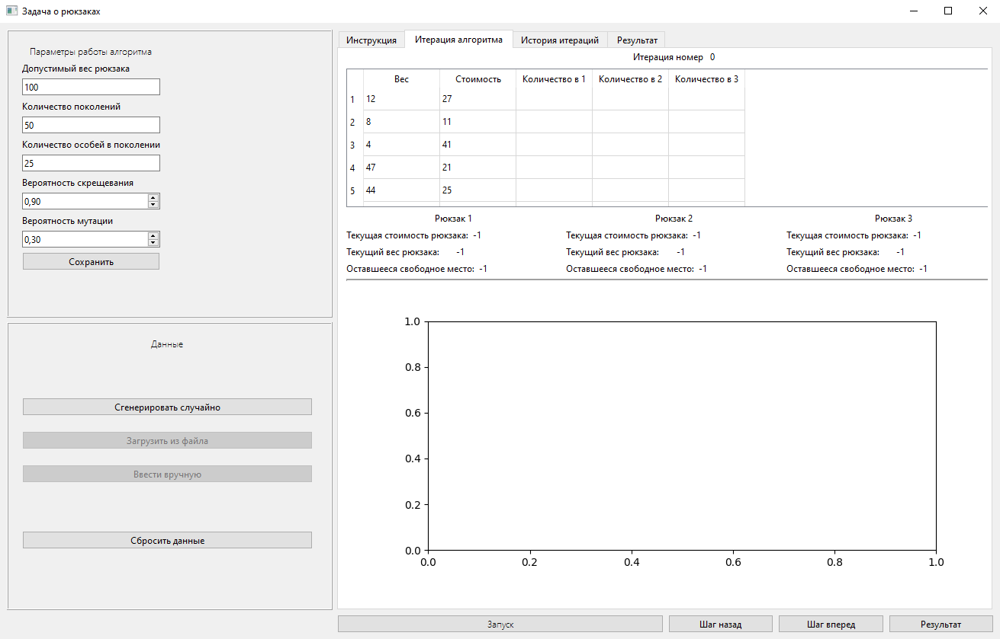 Задача о рюкзаках
Параметры работы алгоритма
Допустимый вес рюкзака
100
Количество поколений
50
Количество особей в поколении
25
Вероятность скрещевания
0,90
Вероятность мутации
0,30
Сохранить
Данные
Сгенерировать случайно
Загрузить из файла
Ввести вручную
Сбросить данные
Инструкция Итерация алгоритма История итераций Результат
Итерация номер 0
Вес Стоимость Количество в 1 Количество в 2 Количество в 3
1 12 27
2 8 11
3 4 41
4 47 21
5 44 25
Рюкзак 1 Рюкзак 2 Рюкзак 3
Текущая стоимость рюкзака: -1 Текущая стоимость рюкзака: -1 Текущая стоимость рюкзака: -1
Текущий вес рюкзака: -1 Текущий вес рюкзака: -1 Текущий вес рюкзака: -1
Оставшееся свободное место: -1 Оставшееся свободное место: -1 Оставшееся свободное место: -1
1.0
0.8
0.6
0.4
0.2
0.0
0.0 0.2 0.4 0.6 0.8 1.0
Запуск Шаг назад Шаг вперед Результат